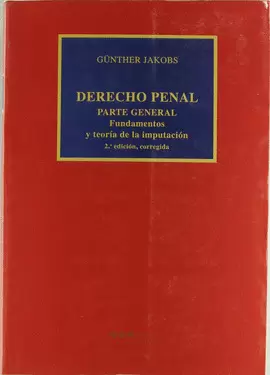 GÜNTHER JAKOBS
DERECHO PENAL
PARTE GENERAL
Fundamentos
y teoría de la imputación
2.ª edición, corregida